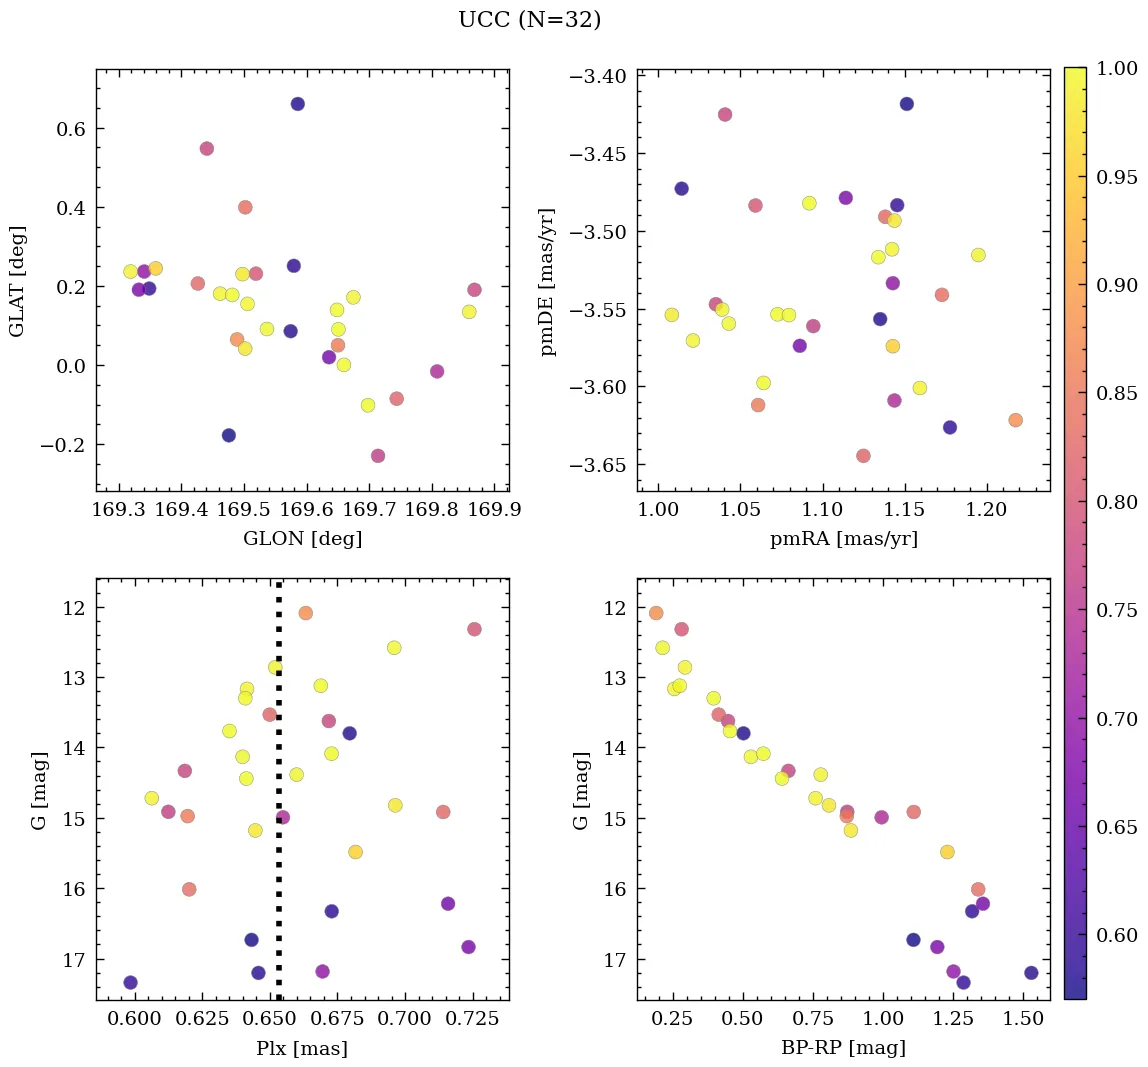 UCC (N=32)
0.6
0.4
0.2
0.0
−0.2
GLAT [deg]
169.3 169.4 169.5 169.6 169.7 169.8 169.9
GLON [deg]
−3.40
−3.45
−3.50
−3.55
−3.60
−3.65
pmDE [mas/yr]
1.00 1.05 1.10 1.15 1.20
pmRA [mas/yr]
12
13
14
15
16
17
G [mag]
0.600 0.625 0.650 0.675 0.700 0.725
Plx [mas]
12
13
14
15
16
17
G [mag]
0.25 0.50 0.75 1.00 1.25 1.50
BP-RP [mag]
1.00
0.95
0.90
0.85
0.80
0.75
0.70
0.65
0.60